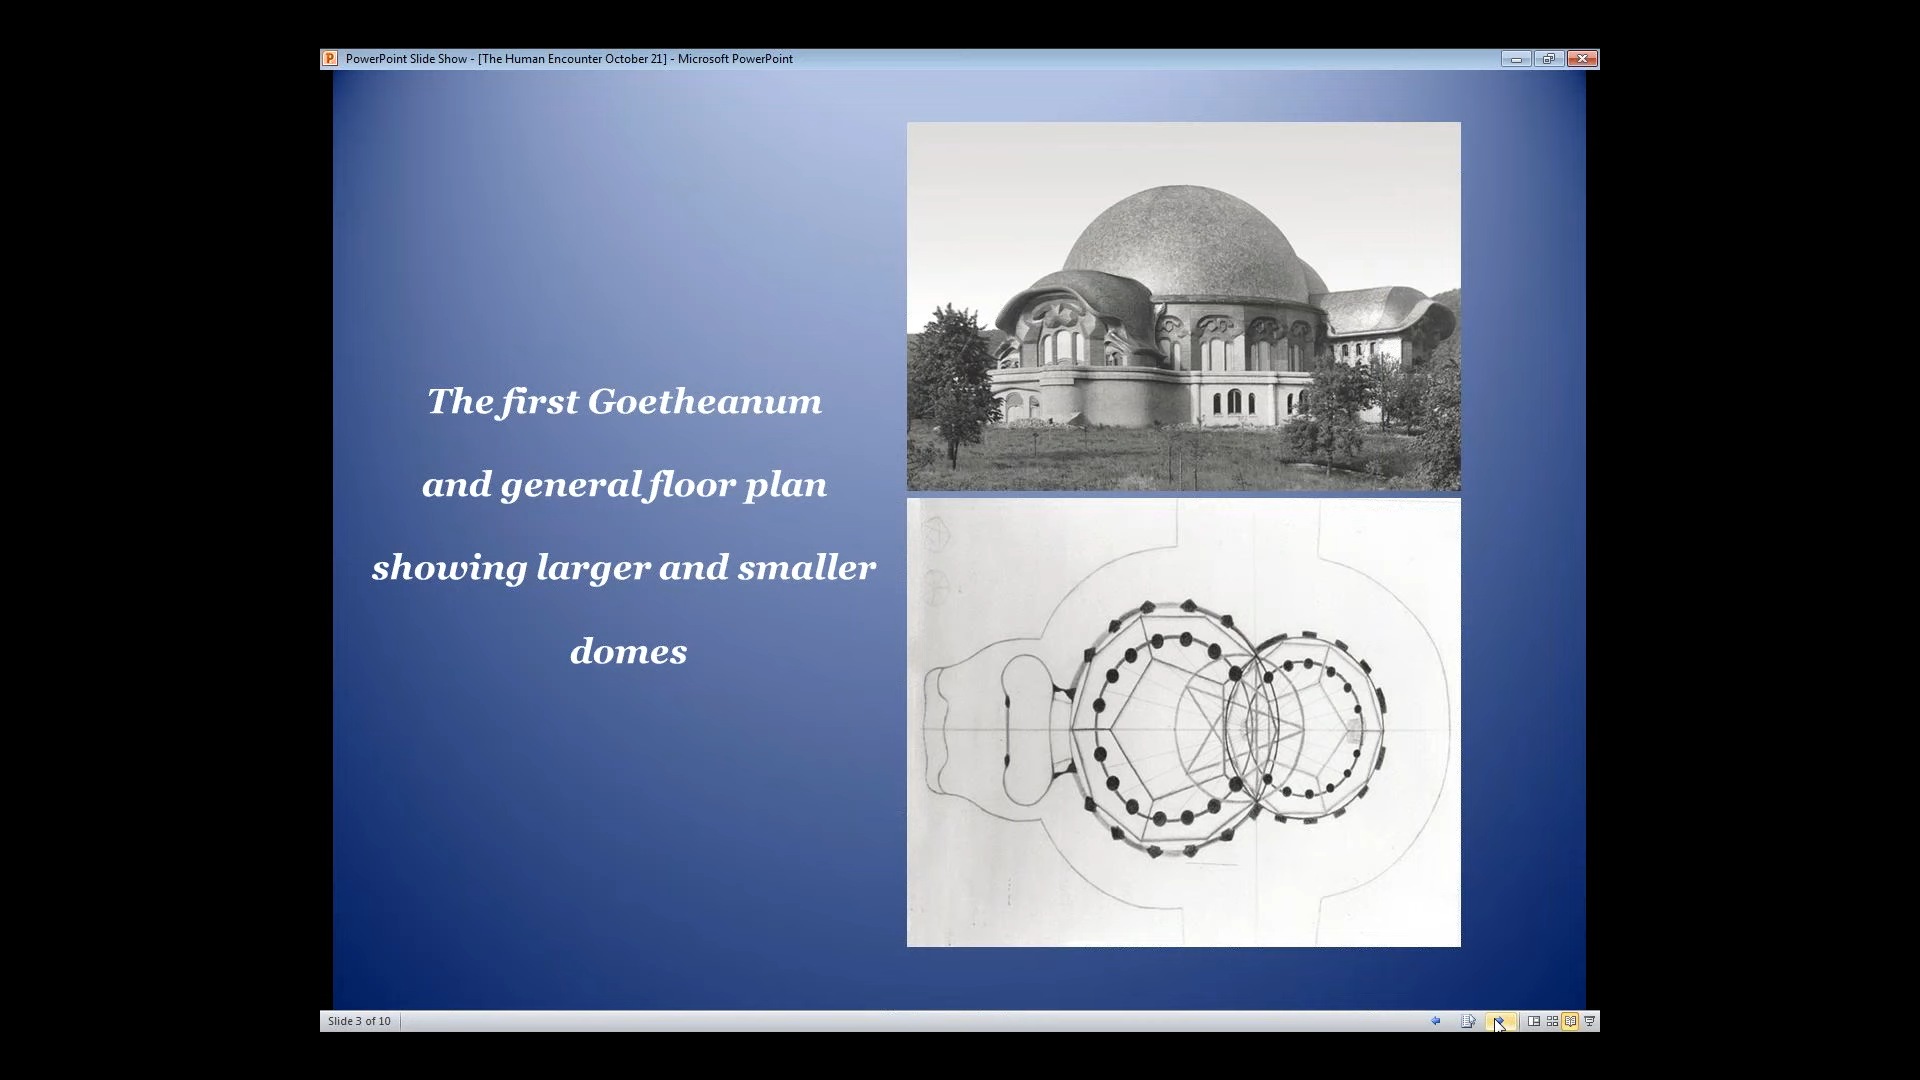 PowerPoint Slide Show - [The Human Encounter October 21] - Microsoft PowerPoint
The first Goetheanum
and general floor plan
showing larger and smaller
domes
Slide 3 of 10